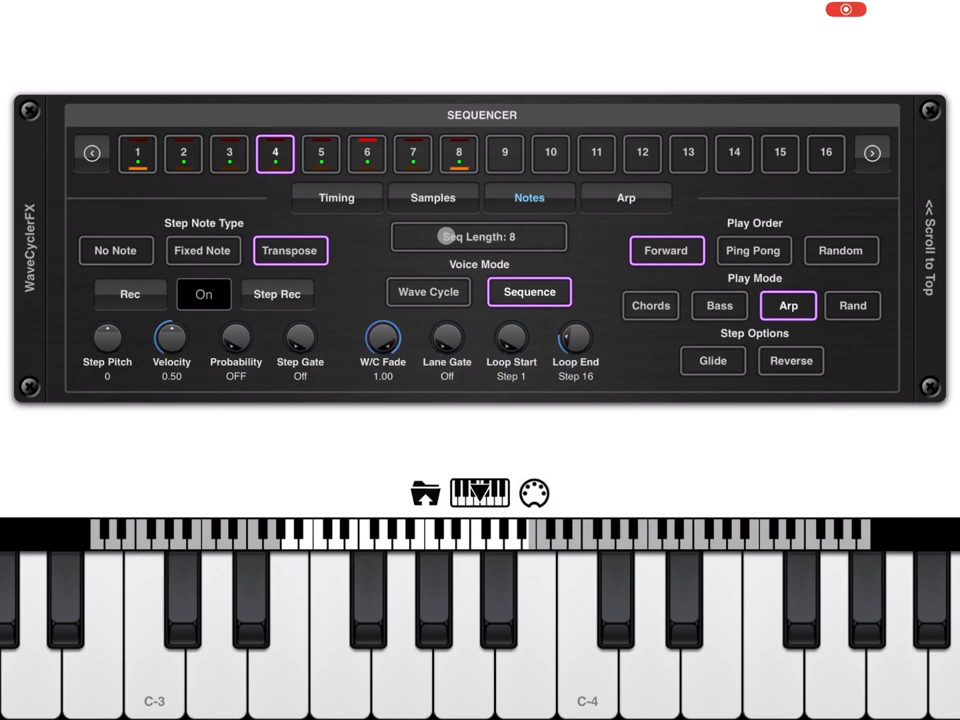 SEQUENCER
1 2 3 4 5 6 7 8 9 10 11 12 13 14 15 16
Timing Samples Notes Arp
WaveCyclerFX
<< Scroll to Top
Step Note Type
No Note Fixed Note Transpose
Rec On Step Rec
Step Pitch Velocity Probability Step Gate
0 0.50 OFF Off
Seq Length: 8
Voice Mode
Wave Cycle Sequence
W/C Fade Lane Gate Loop Start Loop End
1.00 Off Step 1 Step 16
Play Order
Forward Ping Pong Random
Play Mode
Chords Bass Arp Rand
Step Options
Glide Reverse
C-3 C-4